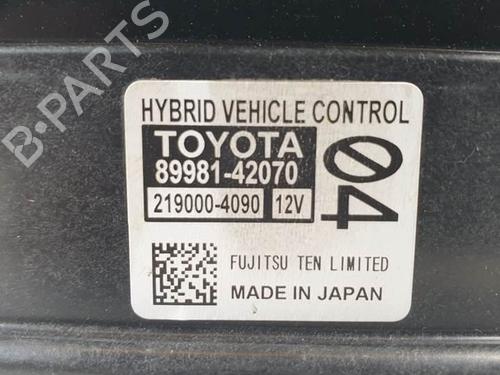 B-PARTS
HYBRID VEHICLE CONTROL
TOYOTA
89981-42070
219000-4090 12V
04
FUJITSU TEN LIMITED
MADE IN JAPAN